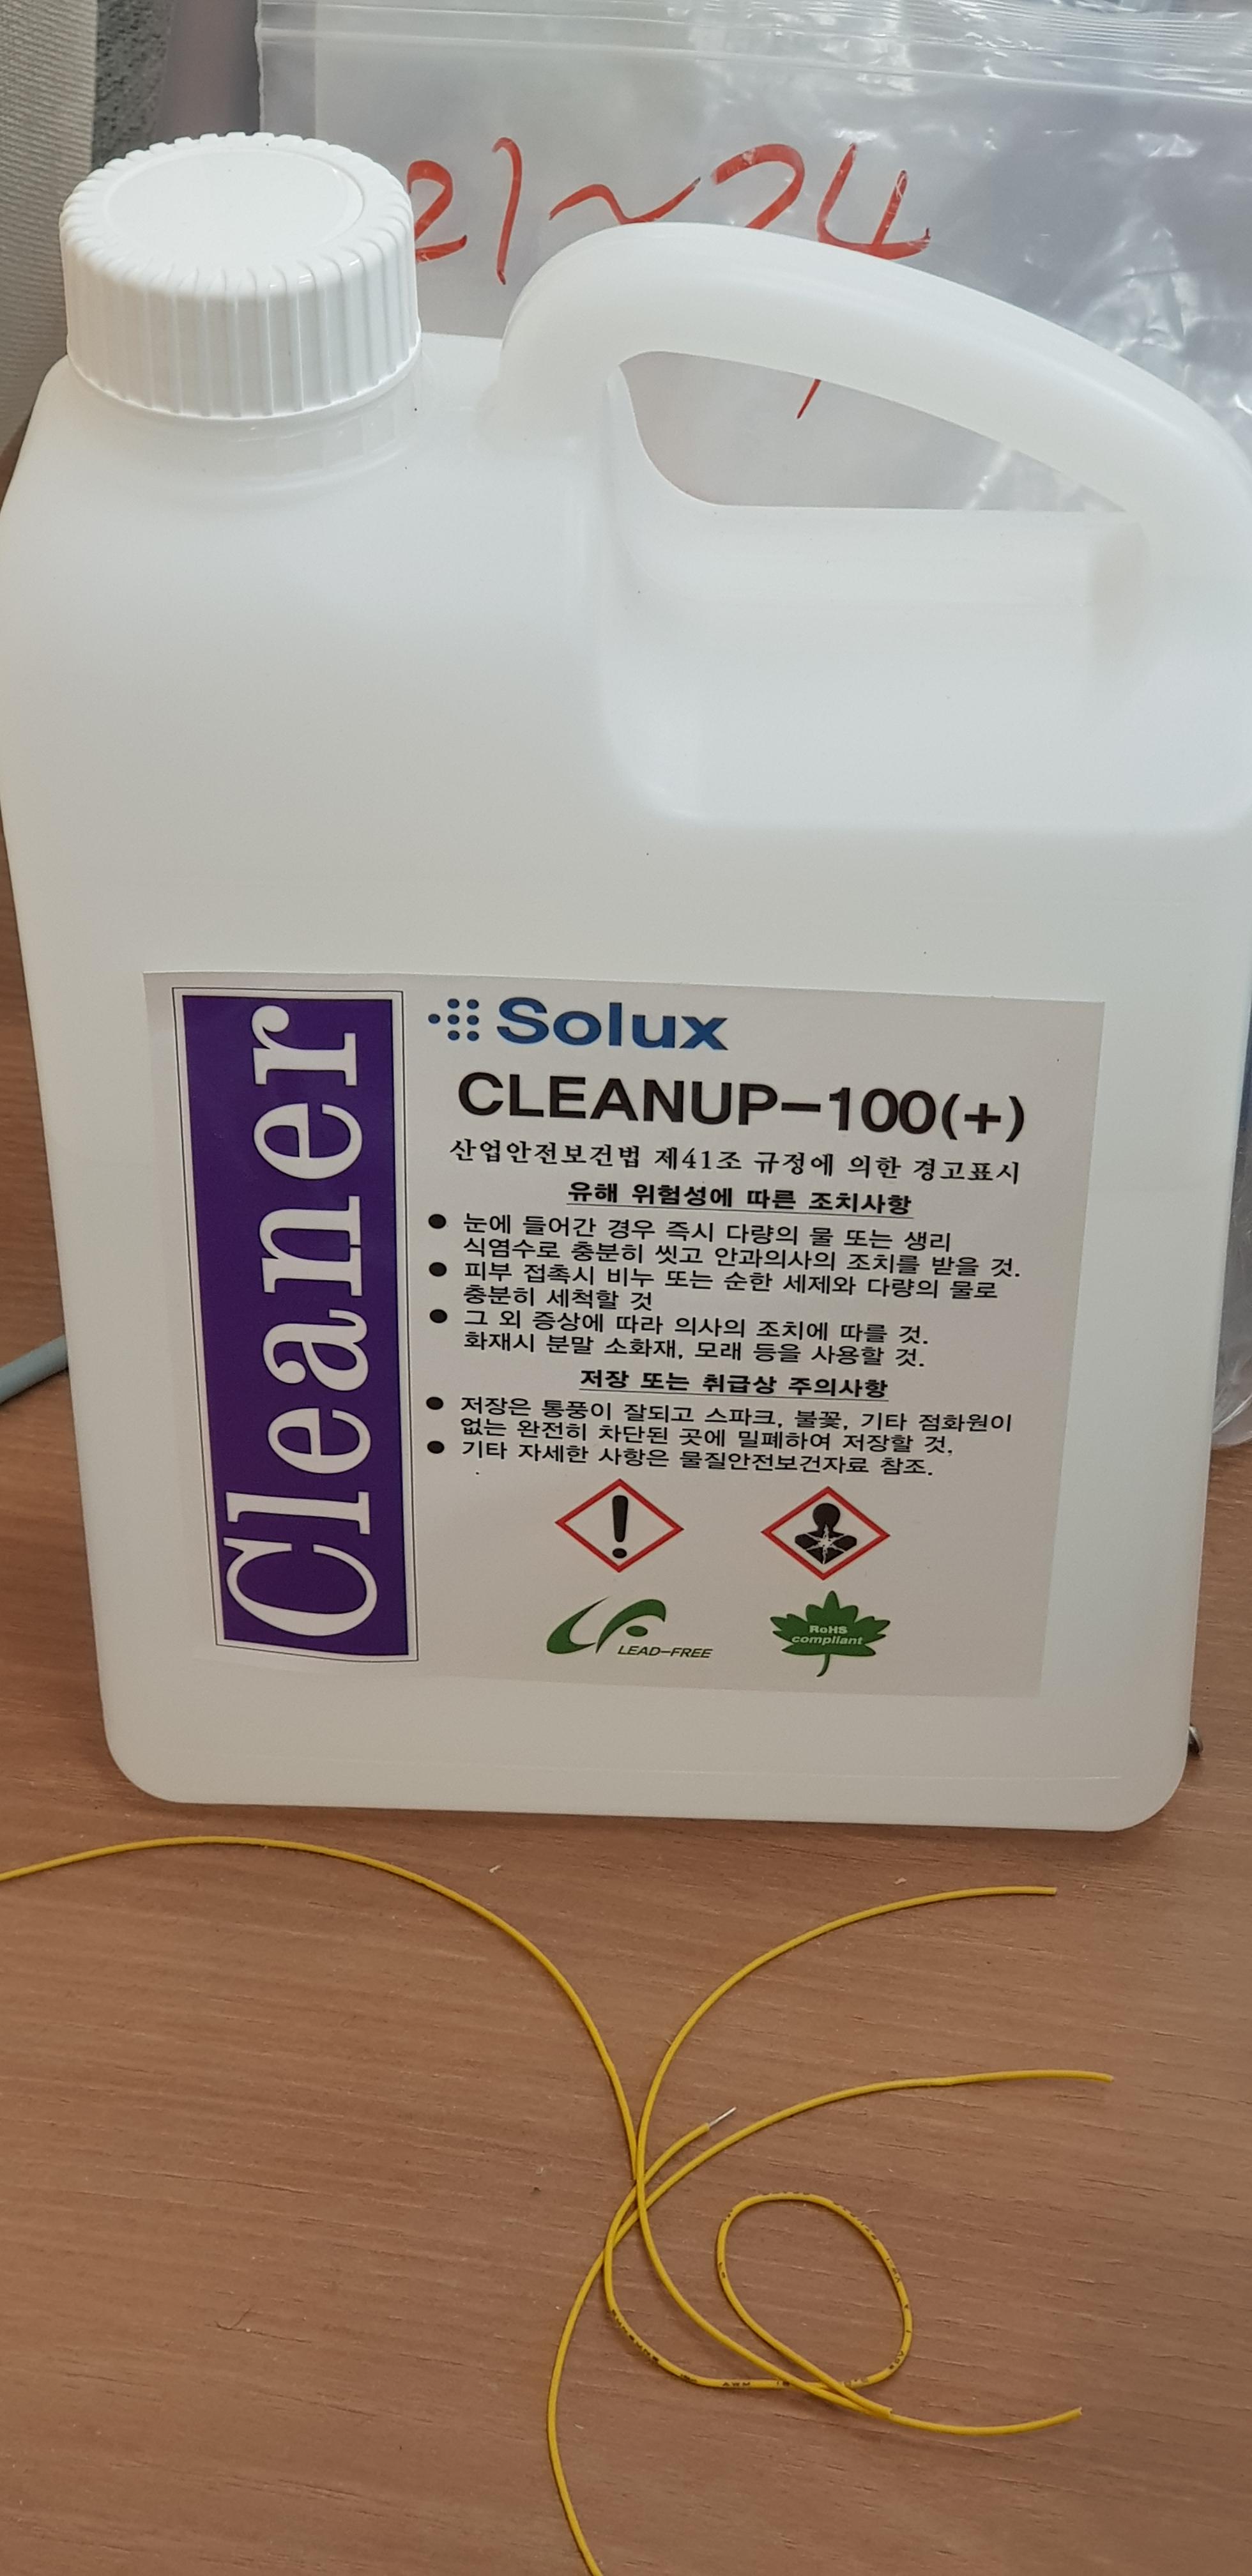 21~24
Cleaner
Solux
CLEANUP-100(+)
산업안전보건법 제41조 규정에 의한 경고표시
유해 위험성에 따른 조치사항
● 눈에 들어간 경우 즉시 다량의 물 또는 생리
식염수로 충분히 씻고 안과의사의 조치를 받을 것.
● 피부 접촉시 비누 또는 순한 세제와 다량의 물로
충분히 세척할 것
● 그 외 증상에 따라 의사의 조치에 따를 것.
화재시 분말 소화재, 모래 등을 사용할 것.
저장 또는 취급상 주의사항
● 저장은 통풍이 잘되고 스파크, 불꽃, 기타 점화원이
없는 완전히 차단된 곳에 밀폐하여 저장할 것.
● 기타 자세한 사항은 물질안전보건자료 참조.
LEAD-FREE
RoHS
compliant
AWM